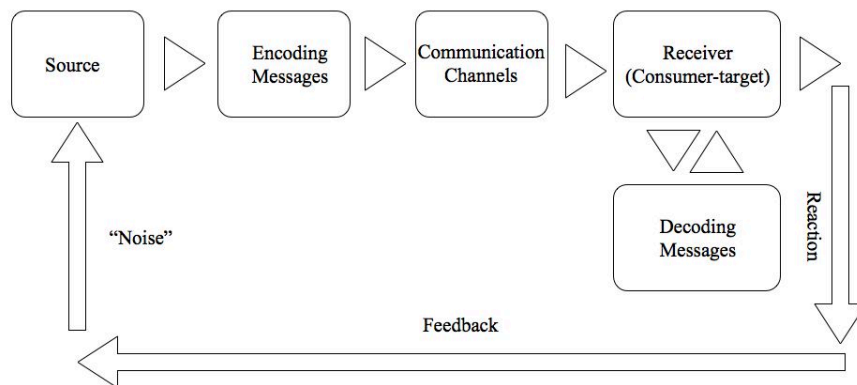 Source
Encoding
Messages
Communication
Channels
Receiver
(Consumer-target)
Decoding
Messages
Reaction
“Noise”
Feedback